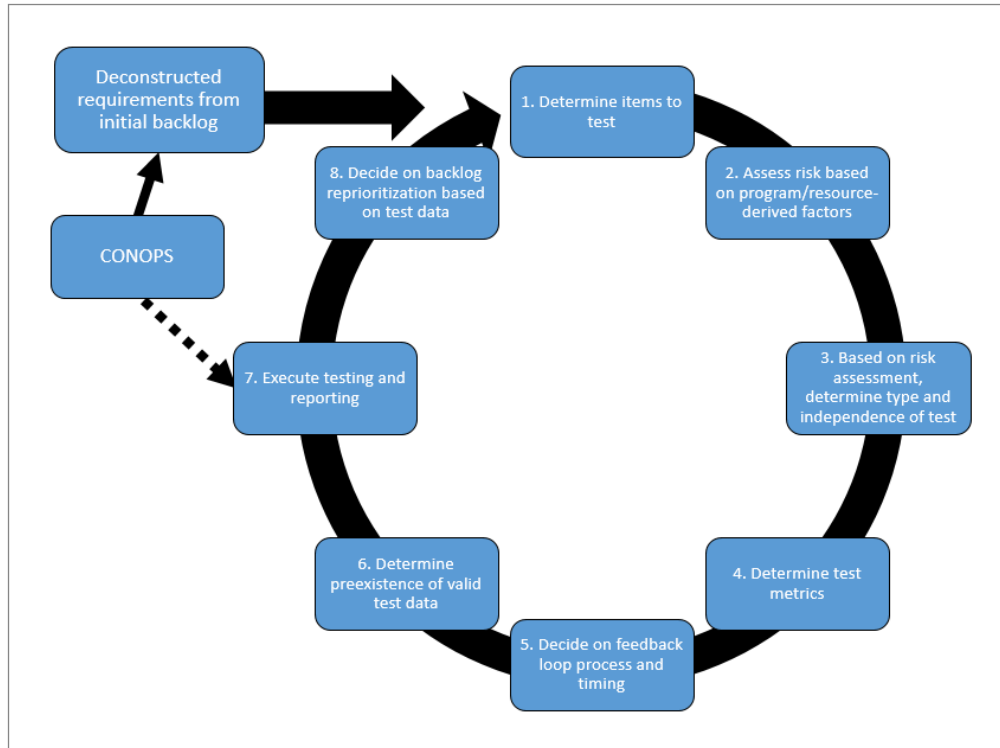 Deconstructed
requirements from
initial backlog
CONOPS
1. Determine items to
test
2. Assess risk based
on program/resource-
derived factors
3. Based on risk
assessment,
determine type and
independence of test
4. Determine test
metrics
5. Decide on feedback
loop process and
timing
6. Determine
preexistence of valid
test data
7. Execute testing and
reporting
8. Decide on backlog
reprioritization based
on test data